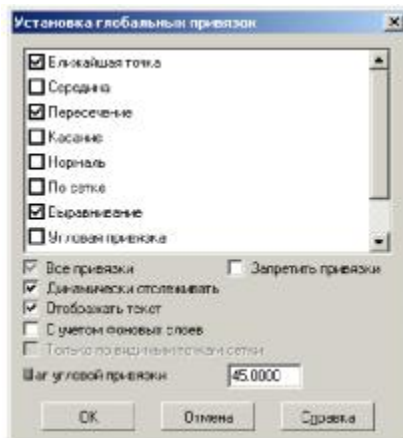 Установка глобальных привязок
Ближайшая точка
Середина
Пересечение
Касание
Нормаль
По сетке
Выравнивание
Угловая привязка
Все привязки
Запретить привязки
Динамически отслеживать
Отображать текст
С учетом фоновых слоев
Только по видимым точкам сетки
Шаг угловой привязки
45.0000
OK
Отмена
Справка